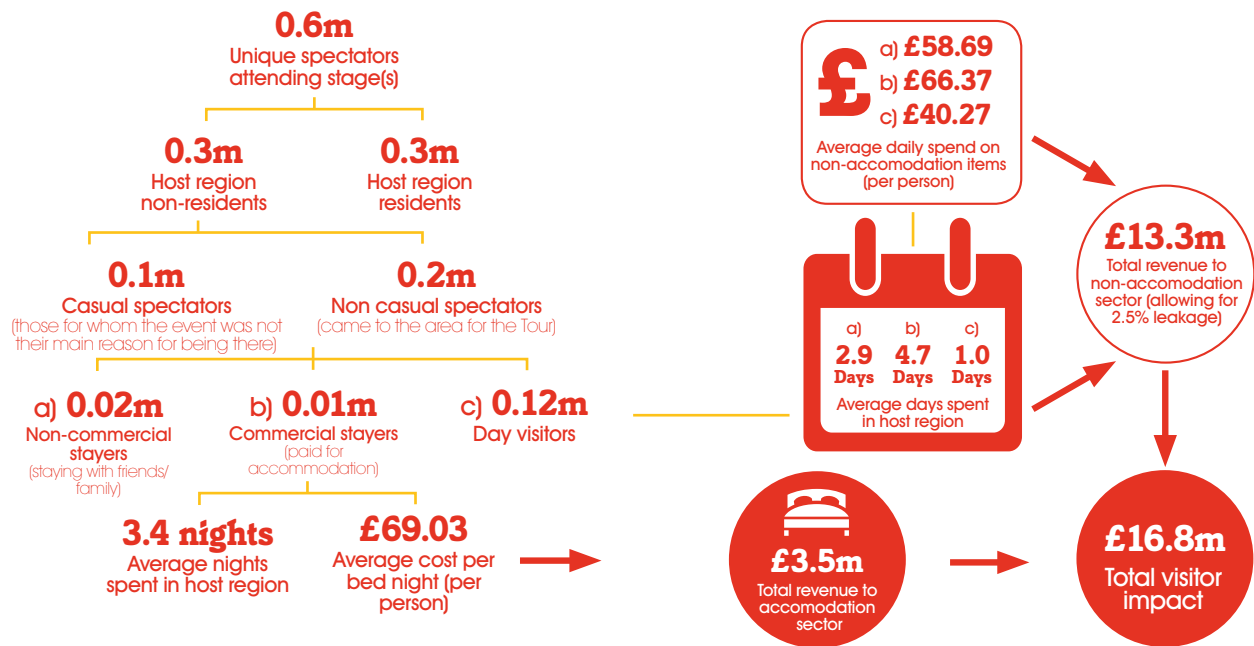 0.6m
Unique spectators
attending stage(s)
0.3m
Host region
non-residents
0.3m
Host region
residents
0.1m
Casual spectators
(those for whom the event was not
their main reason for being there)
0.2m
Non casual spectators
(came to the area for the Tour)
a) 0.02m
Non-commercial
stayers
(staying with friends/
family)
b) 0.01m
Commercial stayers
(paid for
accommodation)
c) 0.12m
Day visitors
3.4 nights
Average nights
spent in host region
£69.03
Average cost per
bed night (per
person)
£
a) £58.69
b) £66.37
c) £40.27
Average daily spend on
non-accomodation items
(per person)
a)
2.9
Days
b)
4.7
Days
c)
1.0
Days
Average days spent
in host region
£13.3m
Total revenue to
non-accomodation
sector (allowing for
2.5% leakage)
£3.5m
Total revenue to
accomodation
sector
£16.8m
Total visitor
impact